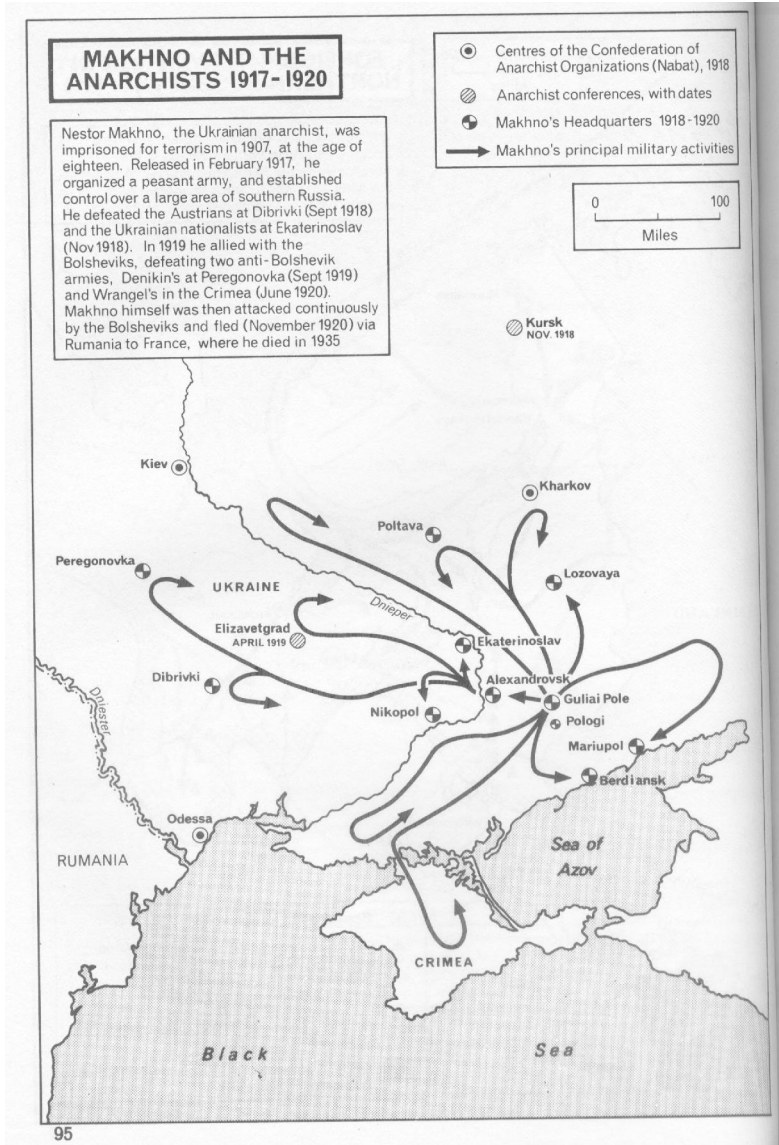 MAKHNO AND THE
ANARCHISTS 1917-1920
Nestor Makhno, the Ukrainian anarchist, was
imprisoned for terrorism in 1907, at the age of
eighteen. Released in February 1917, he
organized a peasant army, and established
control over a large area of southern Russia.
He defeated the Austrians at Dibrivki (Sept 1918)
and the Ukrainian nationalists at Ekaterinoslav
(Nov 1918). In 1919 he allied with the
Bolsheviks, defeating two anti-Bolshevik
armies, Denikin's at Peregonovka (Sept 1919)
and Wrangel's in the Crimea (June 1920).
Makhno himself was then attacked continuously
by the Bolsheviks and fled (November 1920) via
Rumania to France, where he died in 1935
Centres of the Confederation of
Anarchist Organizations (Nabat), 1918
Anarchist conferences, with dates
Makhno's Headquarters 1918-1920
Makhno's principal military activities
0 100
Miles
Kursk
NOV. 1918
Kiev
Kharkov
Poltava
Peregonovka
Lozovaya
UKRAINE
Dnieper
Elizavetgrad
APRIL 1919
Ekaterinoslav
Dibrivki
Alexandrovsk
Guliai Pole
Nikopol
Pologi
Dniester
Mariupol
Berdiansk
Odessa
Sea of
Azov
RUMANIA
CRIMEA
Black Sea
95